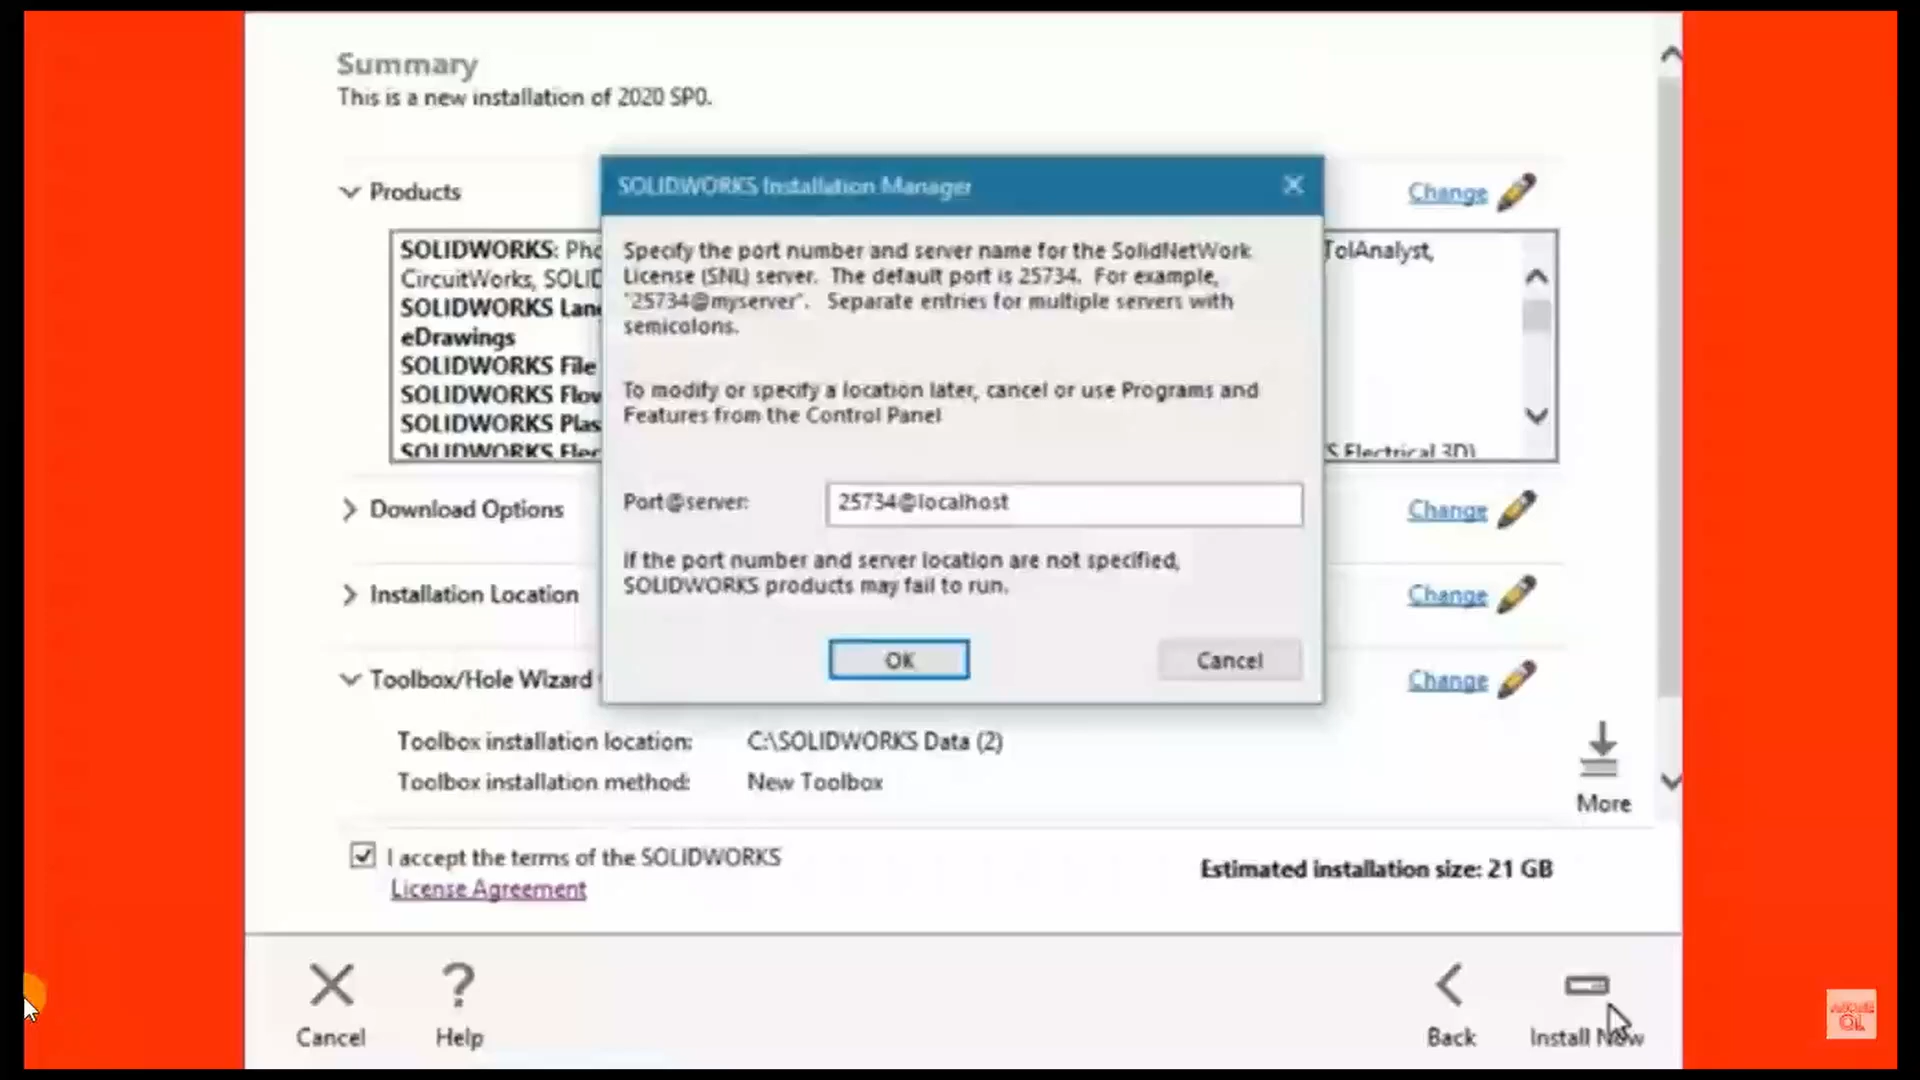 Summary
This is a new installation of 2020 SP0.
Products
Change
SOLIDWORKS:
TolAnalyst,
CircuitWorks,
SOLIDWORKS
eDrawings
SOLIDWORKS File
SOLIDWORKS
SOLIDWORKS
SOLIDWORKS
Electrical 3D)
SOLIDWORKS Installation Manager
Specify the port number and server name for the SolidNetWork
License (SNL) server. The default port is 25734. For example,
'25734@myserver'. Separate entries for multiple servers with
semicolons.
To modify or specify a location later, cancel or use Programs and
Features from the Control Panel
Port@server:
25734@localhost
If the port number and server location are not specified,
SOLIDWORKS products may fail to run.
OK
Cancel
Download Options
Change
Installation Location
Change
Toolbox/Hole Wizard
Change
Toolbox installation location:
C:\SOLIDWORKS Data (2)
Toolbox installation method:
New Toolbox
More
I accept the terms of the SOLIDWORKS
License Agreement
Estimated installation size: 21 GB
Cancel
Help
Back
Install Now